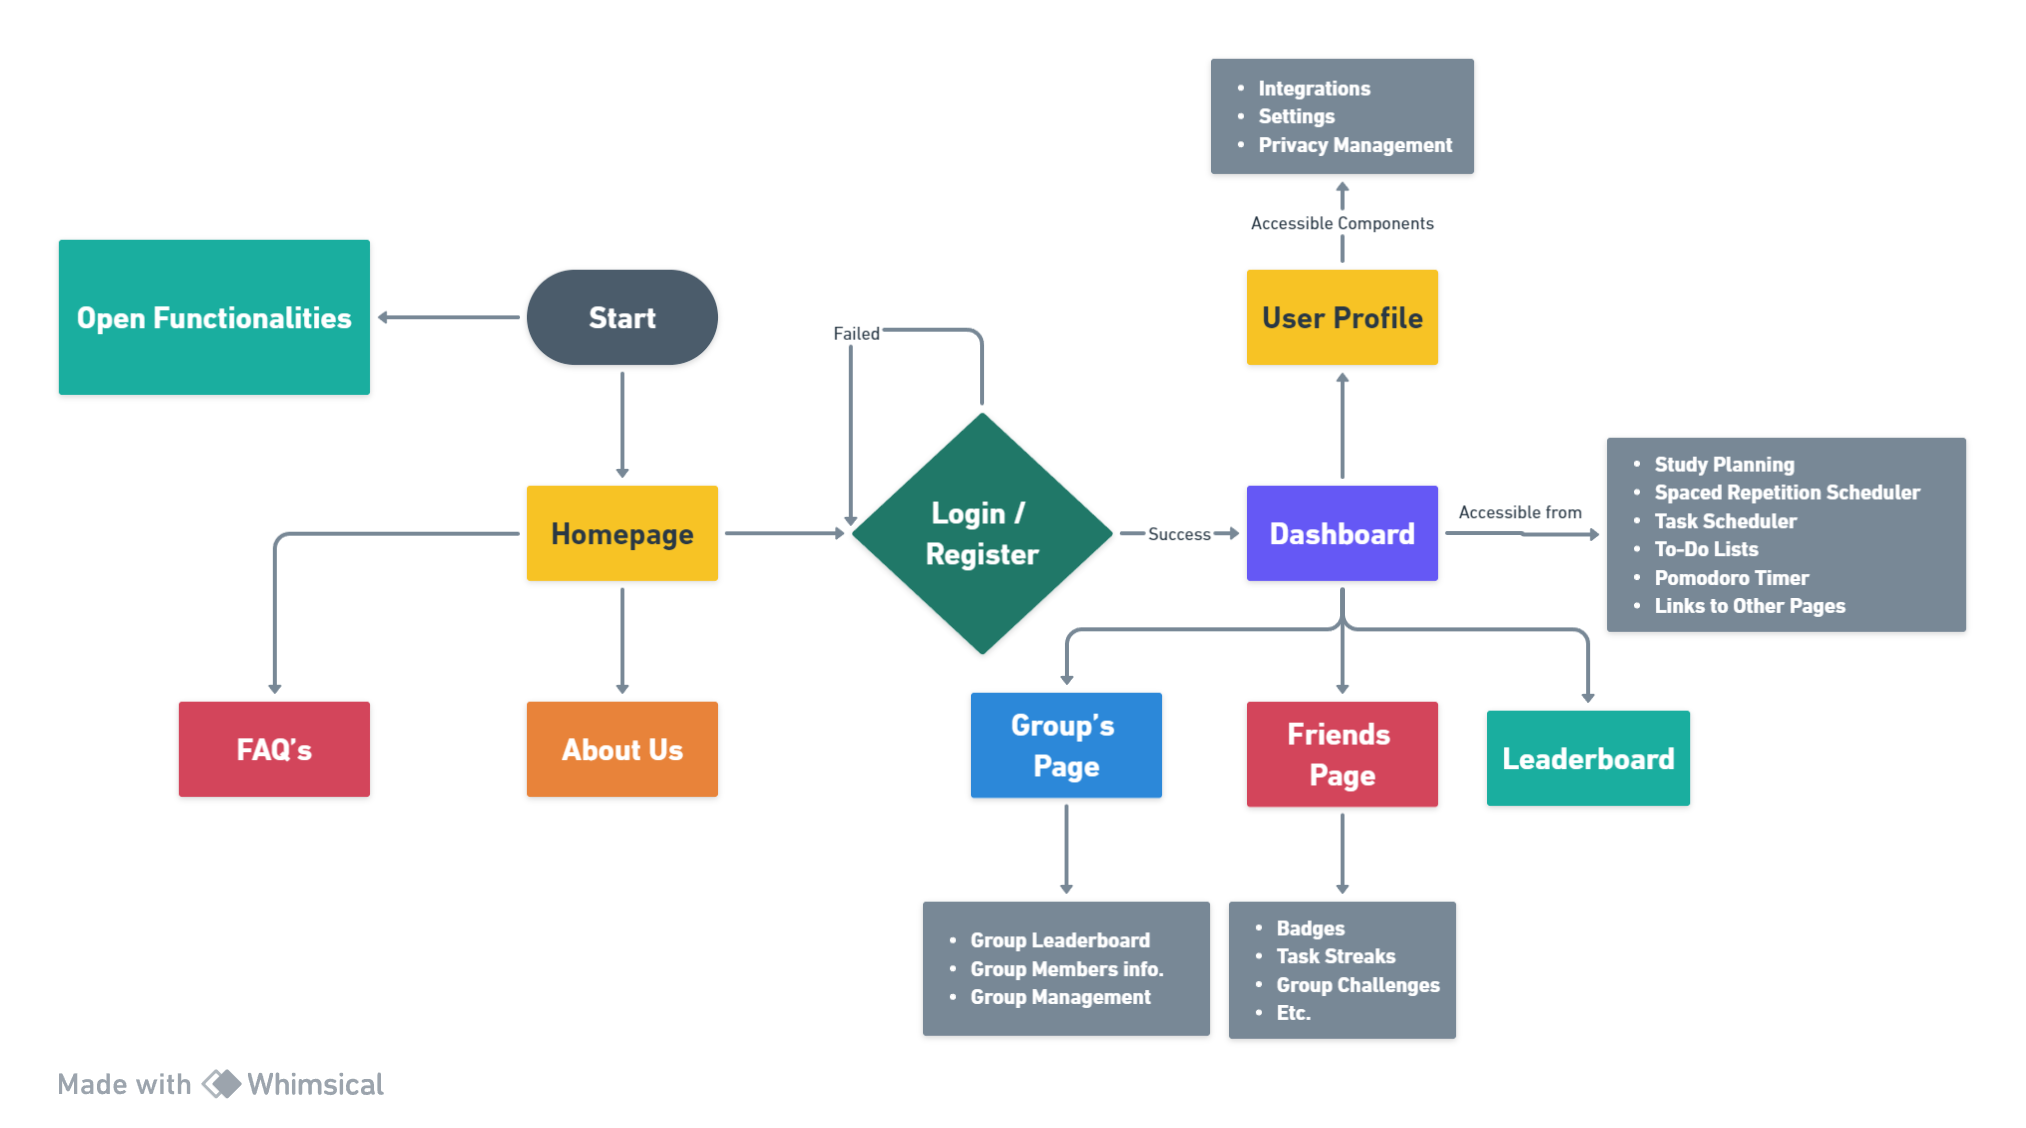 • Integrations
• Settings
• Privacy Management
Accessible Components
Open Functionalities
Start
Failed
User Profile
Homepage
Login /
Register
Success
Dashboard
Accessible from
• Study Planning
• Spaced Repetition Scheduler
• Task Scheduler
• To-Do Lists
• Pomodoro Timer
• Links to Other Pages
FAQ’s
About Us
Group’s
Page
Friends
Page
Leaderboard
• Group Leaderboard
• Group Members info.
• Group Management
• Badges
• Task Streaks
• Group Challenges
• Etc.
Made with Whimsical